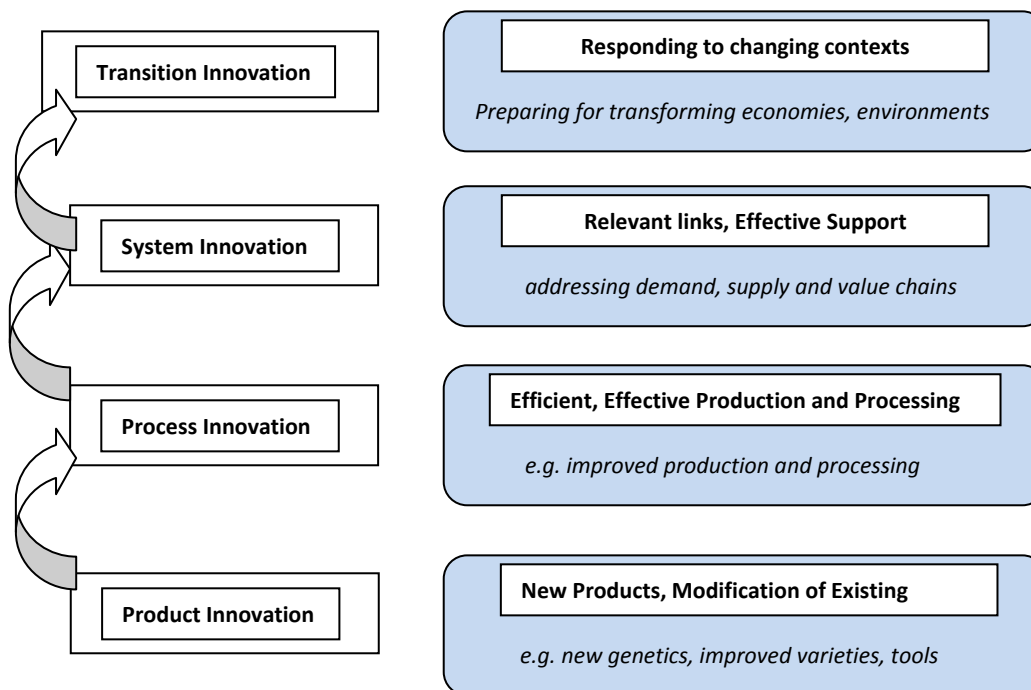 Transition Innovation
Responding to changing contexts
Preparing for transforming economies, environments
System Innovation
Relevant links, Effective Support
addressing demand, supply and value chains
Process Innovation
Efficient, Effective Production and Processing
e.g. improved production and processing
Product Innovation
New Products, Modification of Existing
e.g. new genetics, improved varieties, tools